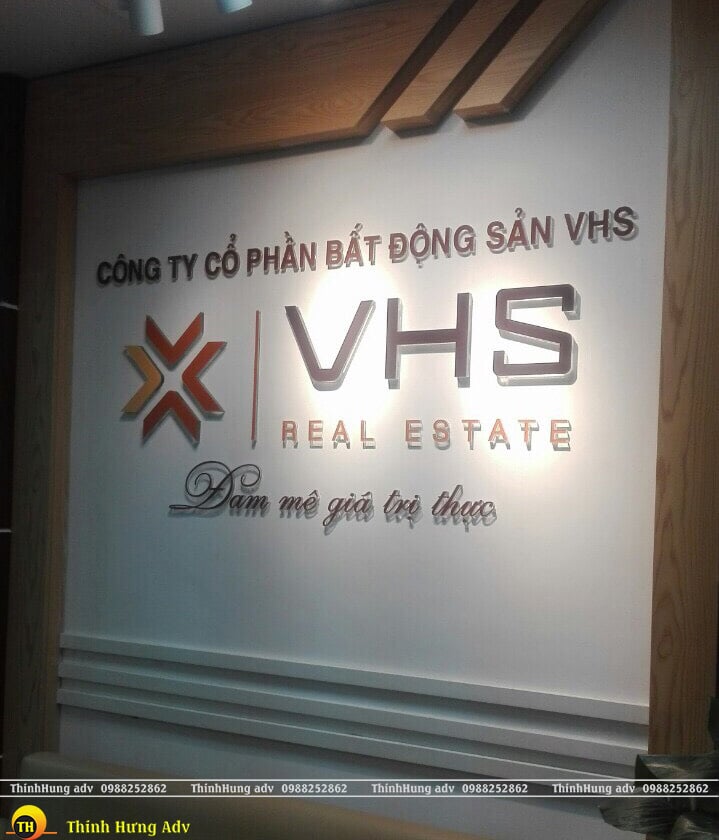 CÔNG TY CỔ PHẦN BẤT ĐỘNG SẢN VHS
VHS
REAL ESTATE
Đam mê giá trị thực
ThinhHung adv 0988252862 ThinhHung adv 0988252862 ThinhHung adv 0988252862 ThinhHung adv 0988252862
TH Thinh Hưng Adv